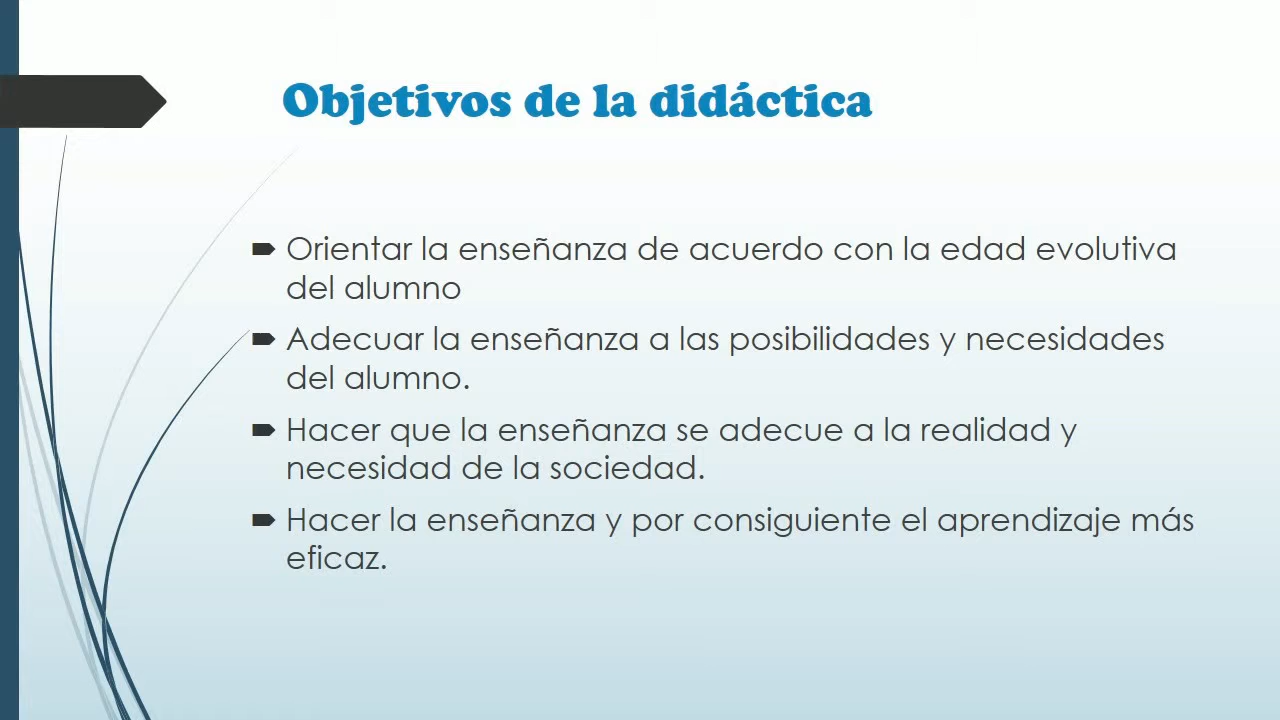 Objetivos de la didáctica
Orientar la enseñanza de acuerdo con la edad evolutiva
del alumno
Adecuar la enseñanza a las posibilidades y necesidades
del alumno.
Hacer que la enseñanza se adecue a la realidad y
necesidad de la sociedad.
Hacer la enseñanza y por consiguiente el aprendizaje más
eficaz.